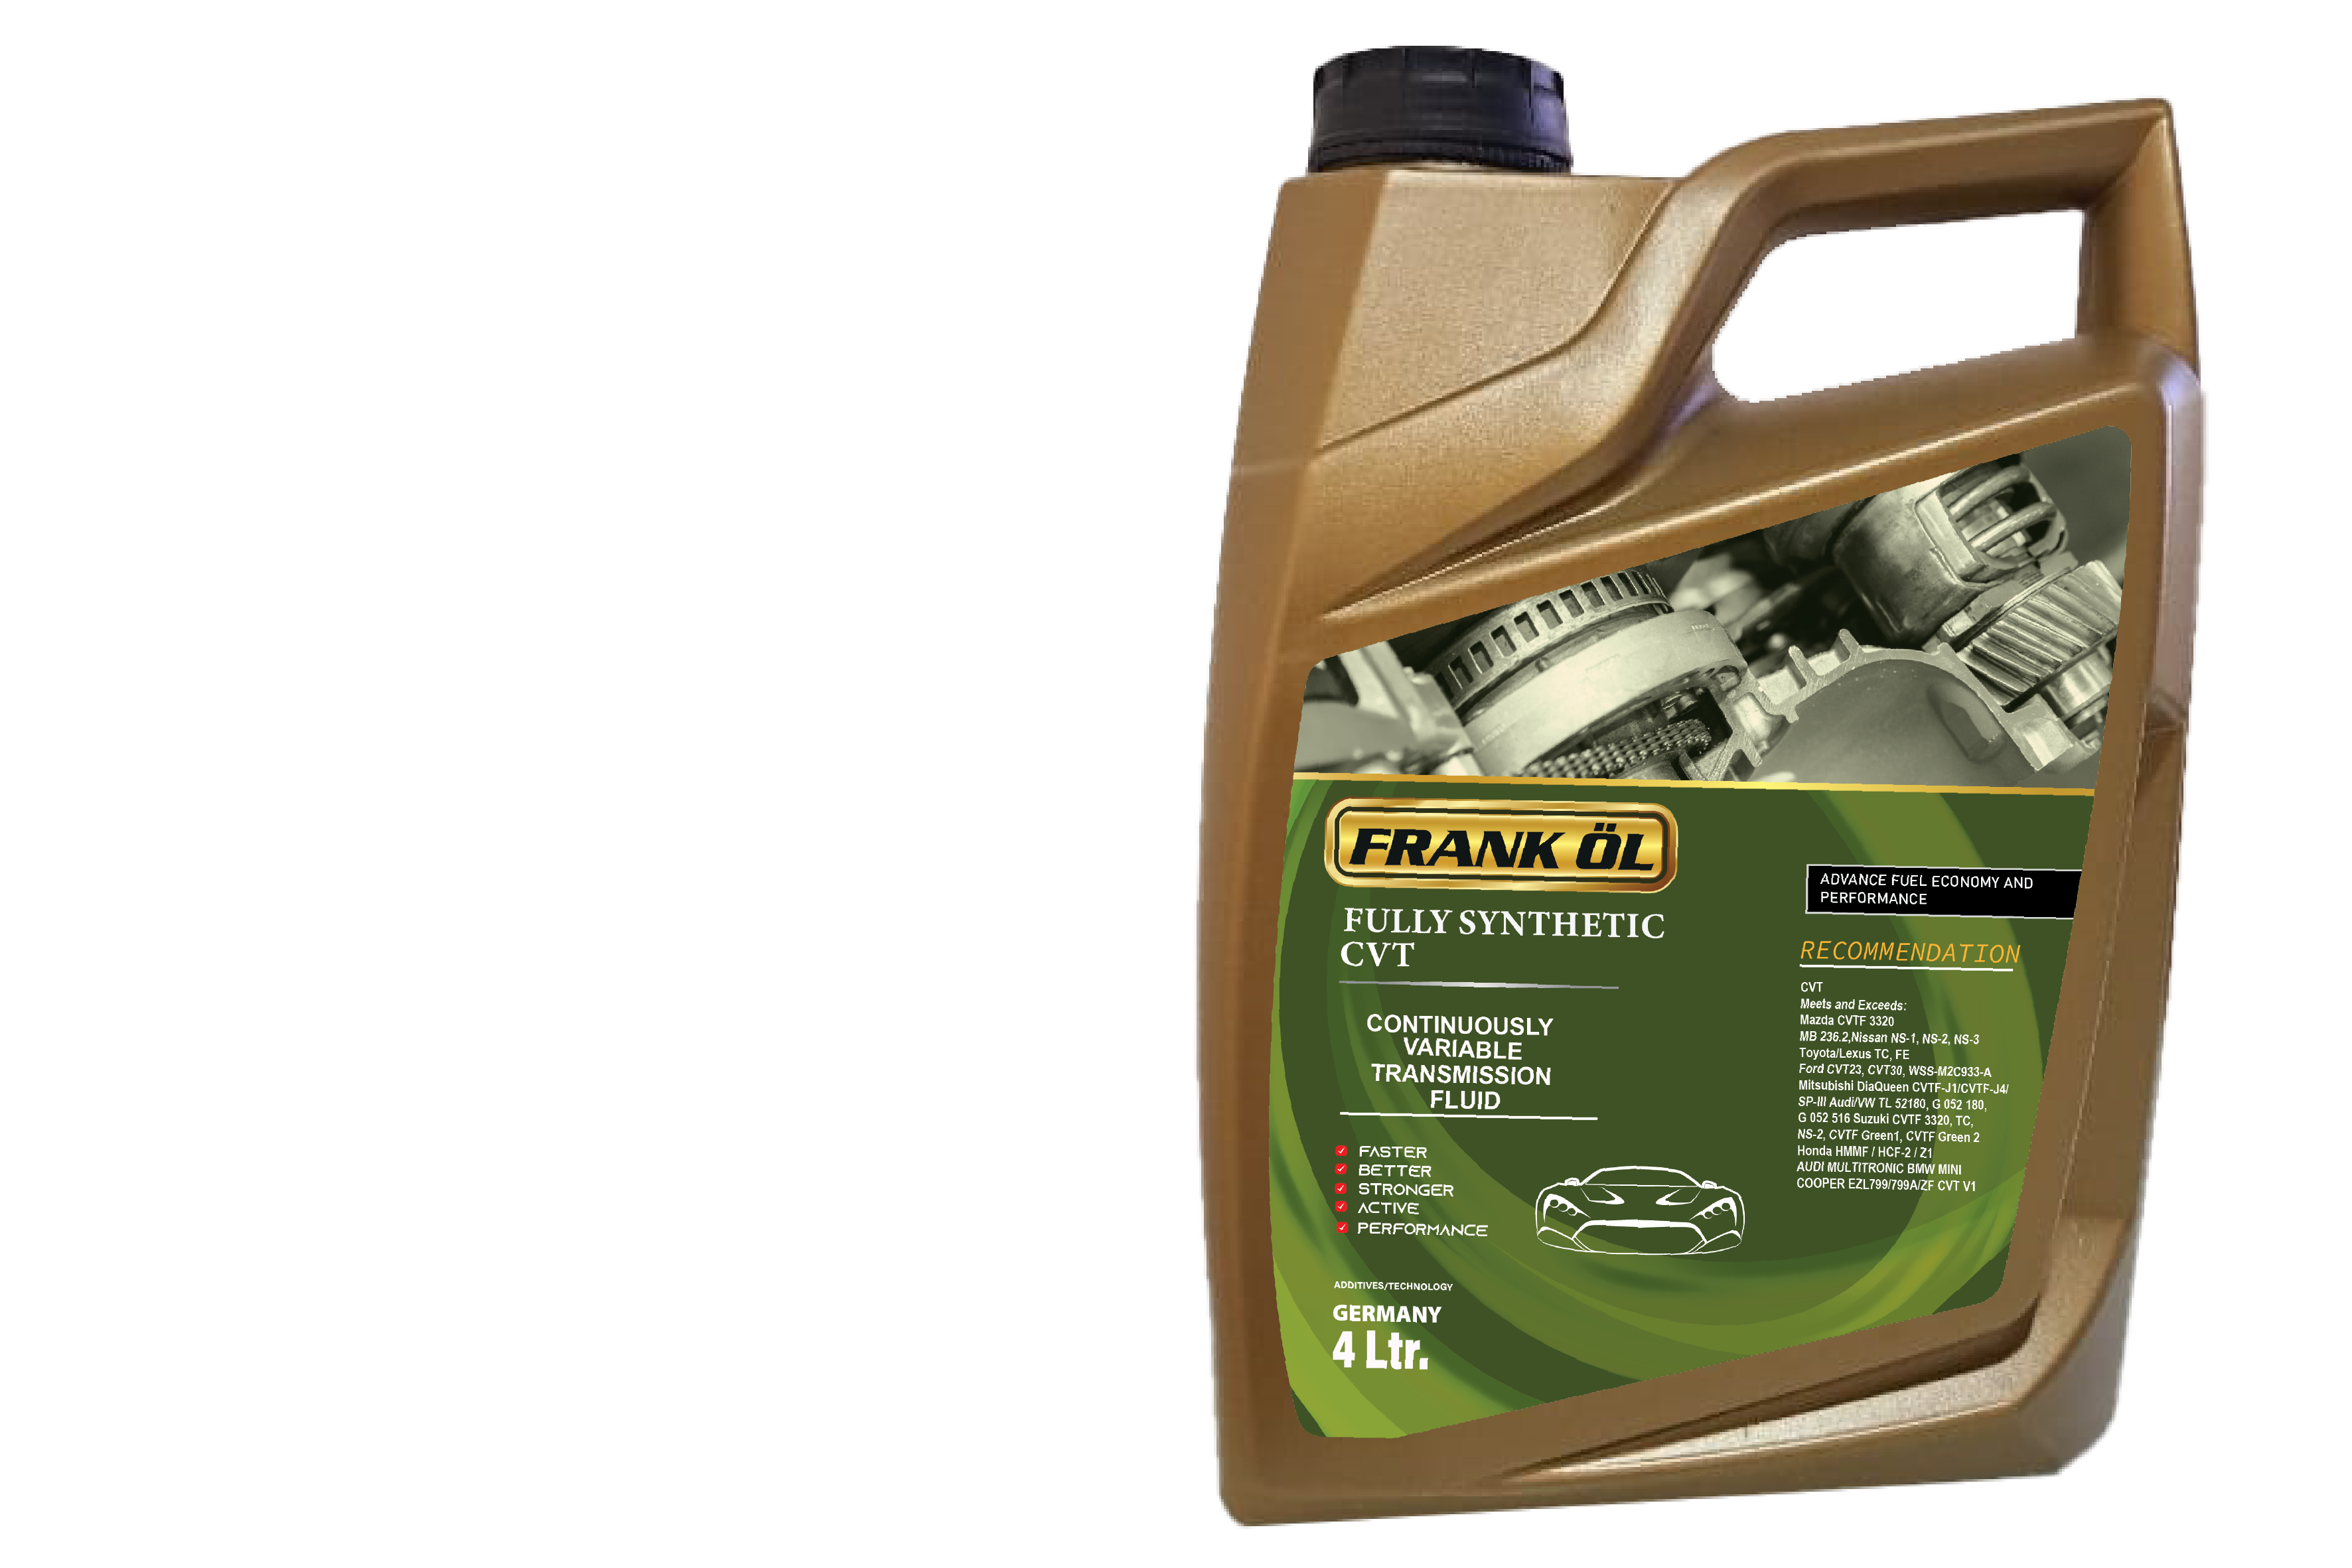 FRANK ÖL
FULLY SYNTHETIC
CVT
CONTINUOUSLY
VARIABLE
TRANSMISSION
FLUID
FASTER
BETTER
STRONGER
ACTIVE
PERFORMANCE
ADDITIVES/TECHNOLOGY
GERMANY
4 Ltr.
ADVANCE FUEL ECONOMY AND
PERFORMANCE
RECOMMENDATION
CVT
Meets and Exceeds:
Mazda CVTF 3320
MB 236.2,Nissan NS-1, NS-2, NS-3
Toyota/Lexus TC, FE
Ford CVT23, CVT30, WSS-M2C933-A
Mitsubishi DiaQueen CVTF-J1/CVTF-J4/
SP-III Audi/VW TL 52180, G 052 180,
G 052 516 Suzuki CVTF 3320, TC,
NS-2, CVTF Green1, CVTF Green 2
Honda HMMF / HCF-2 / Z1
AUDI MULTITRONIC BMW MINI
COOPER EZL799/799A/ZF CVT V1